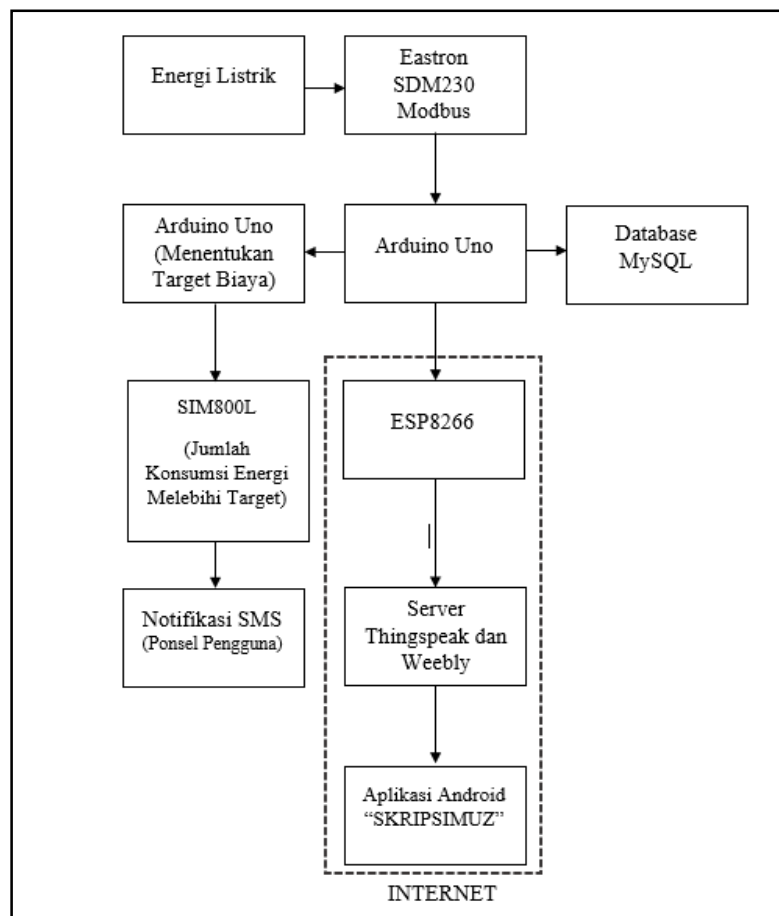 Energi Listrik
Eastron
SDM230
Modbus
Arduino Uno
(Menentukan
Target Biaya)
Arduino Uno
Database
MySQL
SIM800L
(Jumlah
Konsumsi Energi
Melebihi Target)
ESP8266
Notifikasi SMS
(Ponsel Pengguna)
Server
Thingspeak dan
Weebly
Aplikasi Android
“SKRIPSIMUZ”
INTERNET